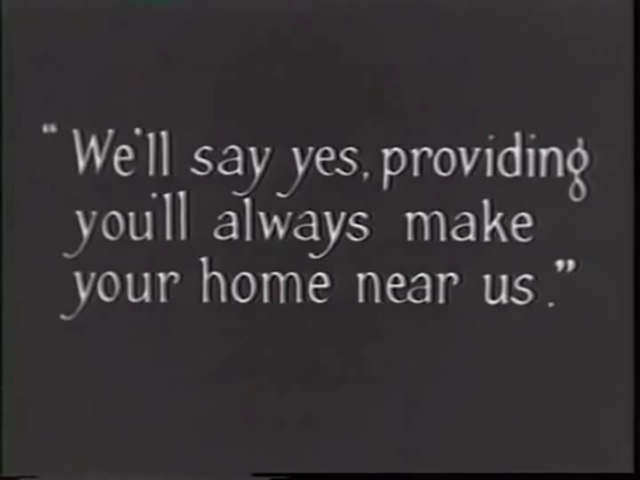 “We'll say yes, providing
you'll always make
your home near us.”